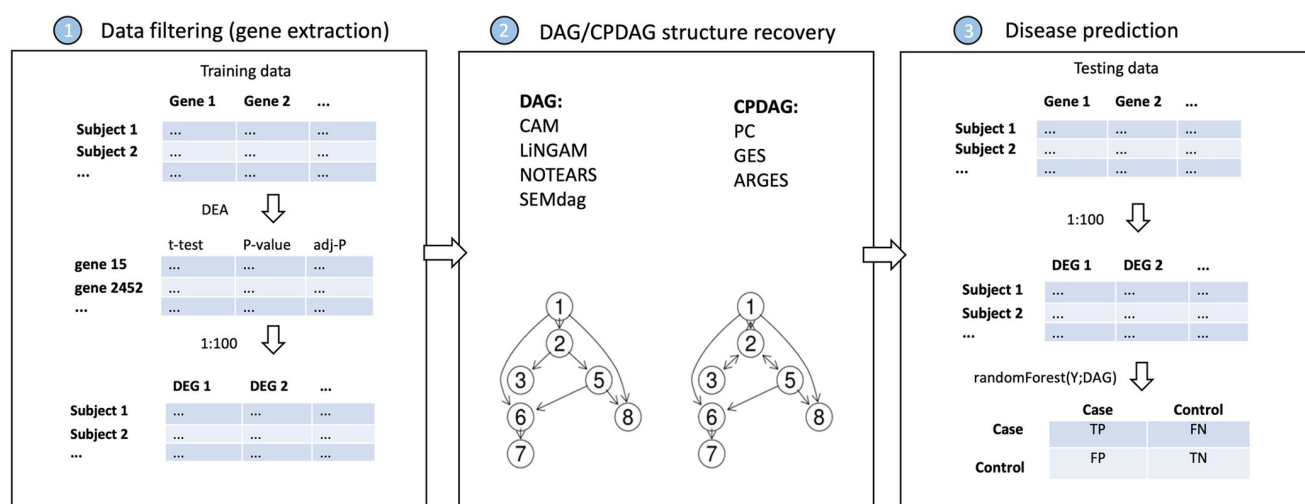 1 Data filtering (gene extraction)
Training data
Gene 1 Gene 2 ...
Subject 1 ... ... ...
Subject 2 ... ... ...
... ... ... ...
DEA
t-test P-value adj-P
gene 15 ... ... ...
gene 2452 ... ... ...
... ... ... ...
1:100
DEG 1 DEG 2 ...
Subject 1 ... ... ...
Subject 2 ... ... ...
... ... ... ...
2 DAG/CPDAG structure recovery
DAG:
CAM
LiNGAM
NOTEARS
SEMdag
CPDAG:
PC
GES
ARGES
1
2
3 5
6 8
7
1
2
3 5
6 8
7
3 Disease prediction
Testing data
Gene 1 Gene 2 ...
Subject 1 ... ... ...
Subject 2 ... ... ...
... ... ... ...
1:100
DEG 1 DEG 2 ...
Subject 1 ... ... ...
Subject 2 ... ... ...
... ... ... ...
randomForest(Y;DAG)
Case Control
Case TP FN
Control FP TN